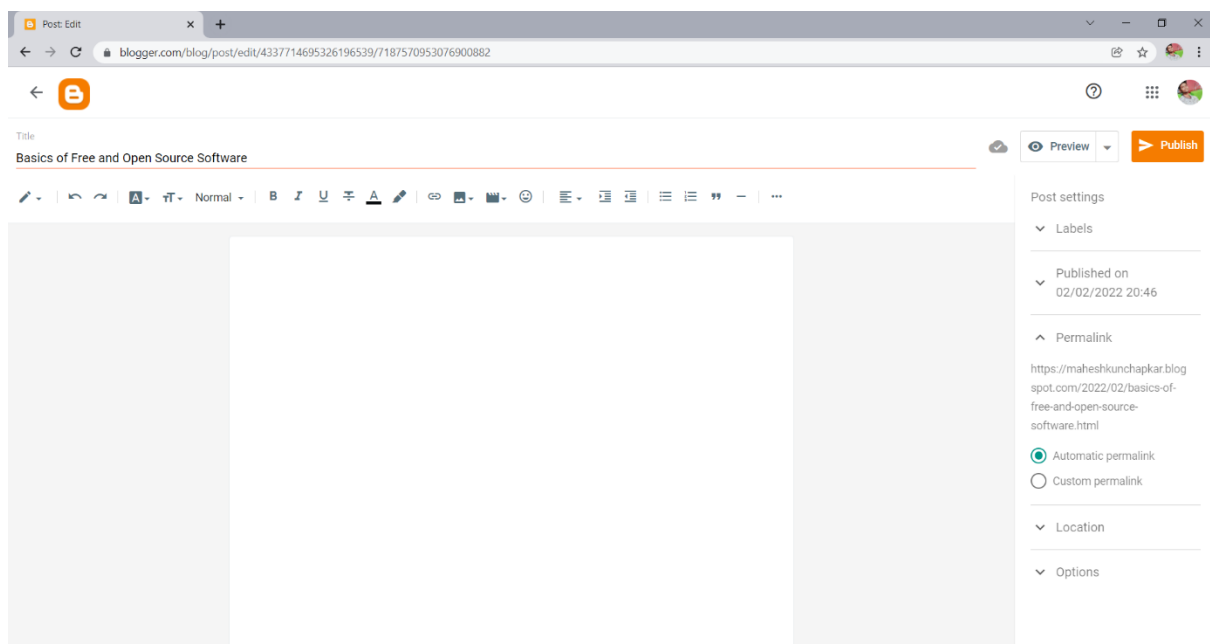 Post: Edit
blogger.com/blog/post/edit/4337714695326196539/7187570953076900882
Title
Basics of Free and Open Source Software
Preview
Publish
Normal
B I U A
Post settings
Labels
Published on
02/02/2022 20:46
Permalink
https://maheshkunchapkar.blog
spot.com/2022/02/basics-of-
free-and-open-source-
software.html
Automatic permalink
Custom permalink
Location
Options